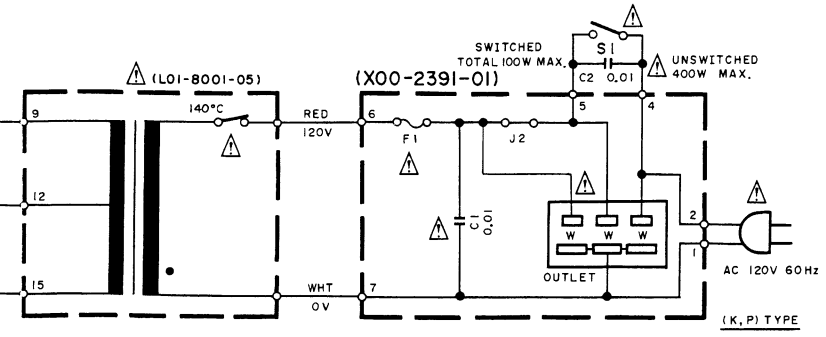 S1
SWITCHED
TOTAL 100W MAX.
C2 0.01
UNSWITCHED
400W MAX.
(L01-8001-05)
(X00-2391-01)
9
140°C
RED
120V
6
F1
J2
5
4
12
C1
0.01
W W W
2
1
OUTLET
AC 120V 60Hz
15
WHT
0V
7
(K,P) TYPE